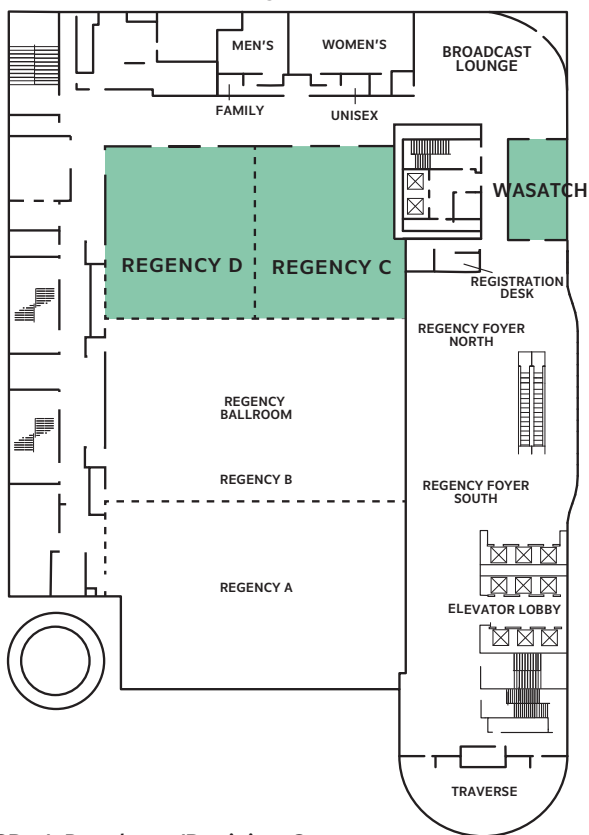 MEN'S
WOMEN'S
BROADCAST
LOUNGE
FAMILY
UNISEX
WASATCH
REGENCY D
REGENCY C
REGISTRATION
DESK
REGENCY FOYER
NORTH
REGENCY
BALLROOM
REGENCY B
REGENCY FOYER
SOUTH
REGENCY A
ELEVATOR LOBBY
TRAVERSE